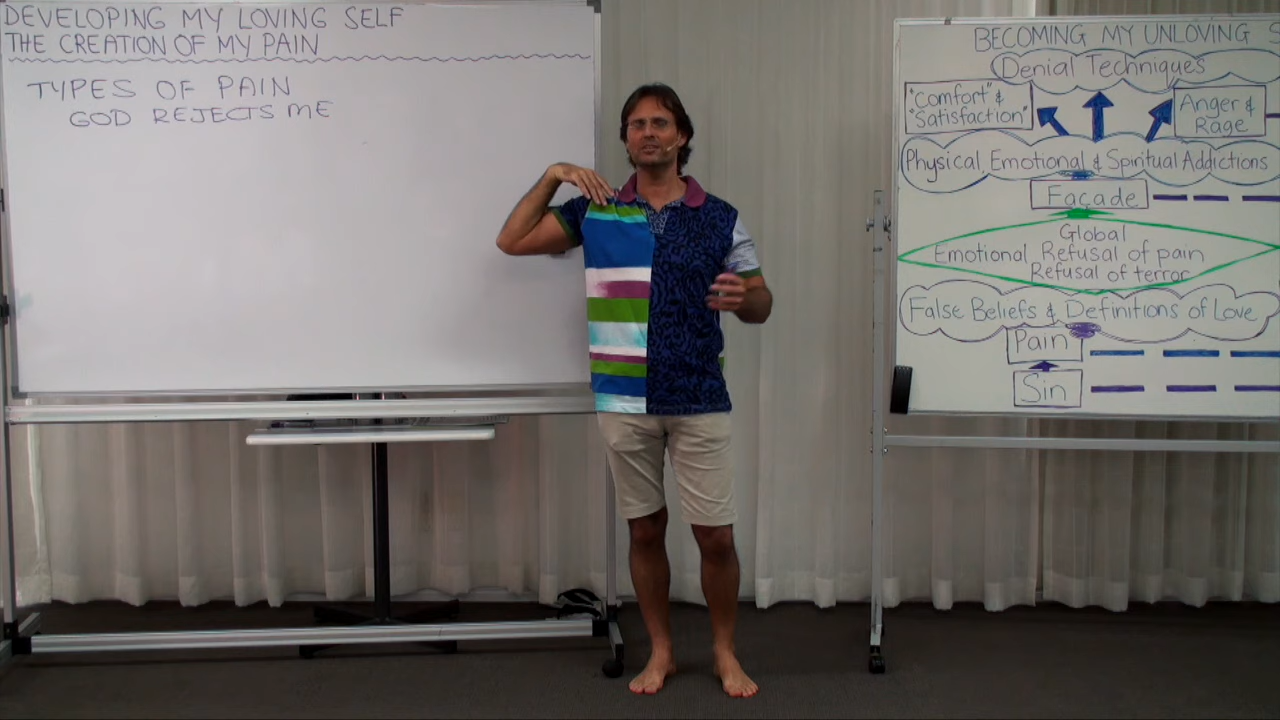 DEVELOPING MY LOVING SELF
THE CREATION OF MY PAIN
TYPES OF PAIN
GOD REJECTS ME
BECOMING MY UNLOVING S
Denial Techniques
"Comfort" &
"Satisfaction"
Anger &
Rage
Physical, Emotional & Spiritual Addictions
Façade
Global
Emotional Refusal of pain
Refusal of terror
False Beliefs & Definitions of Love
Pain
Sin